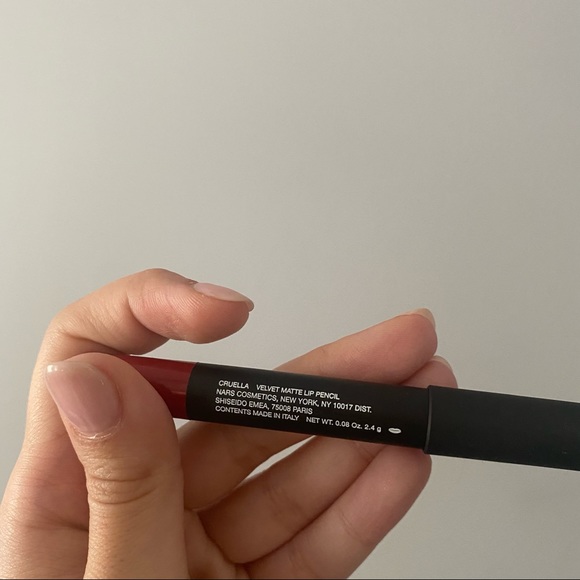 CRUELLA VELVET MATTE LIP PENCIL
NARS COSMETICS, NEW YORK, NY 10017 DIST.
SHISEIDO EMEA, 75008 PARIS
CONTENTS MADE IN ITALY NET WT. 0.08 Oz. 2.4 g